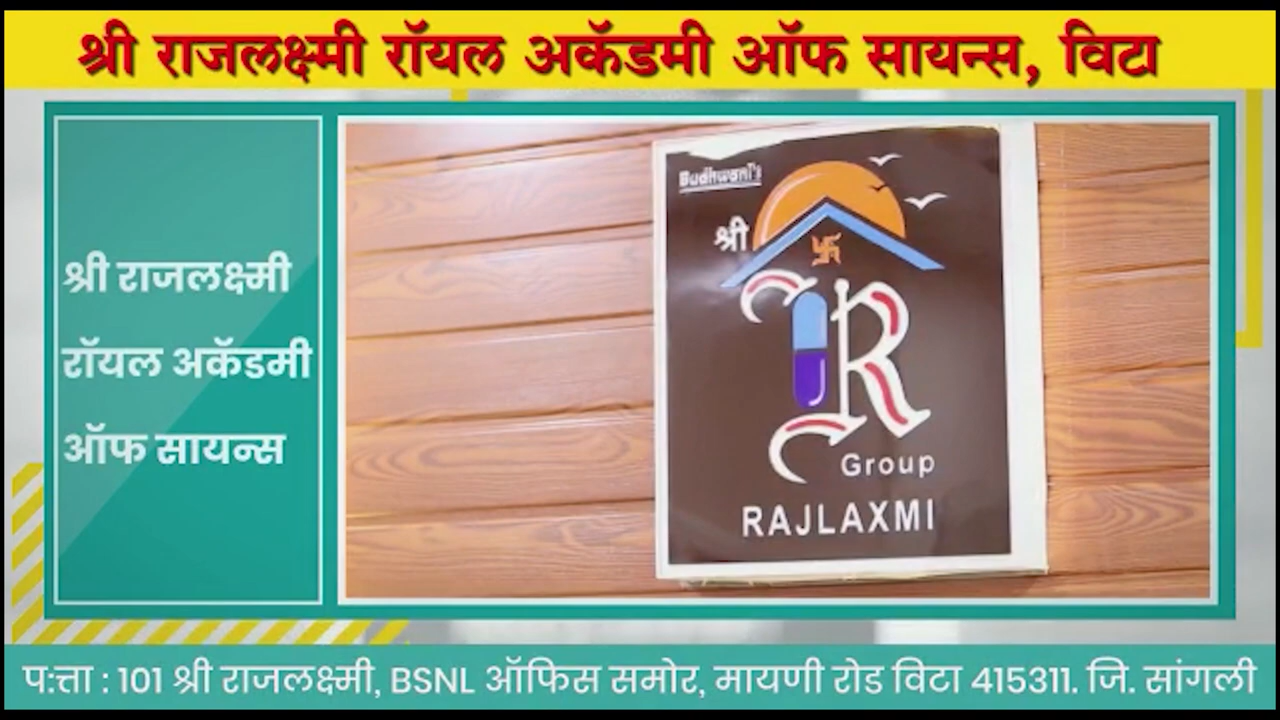 श्री राजलक्ष्मी रॉयल अकॅडमी ऑफ सायन्स, विटा
श्री राजलक्ष्मी
रॉयल अकॅडमी
ऑफ सायन्स
Budhwani's
श्री
R
Group
RAJLAXMI
प:त्ता : 101 श्री राजलक्ष्मी, BSNL ऑफिस समोर, मायणी रोड विटा 415311. जि. सांगली